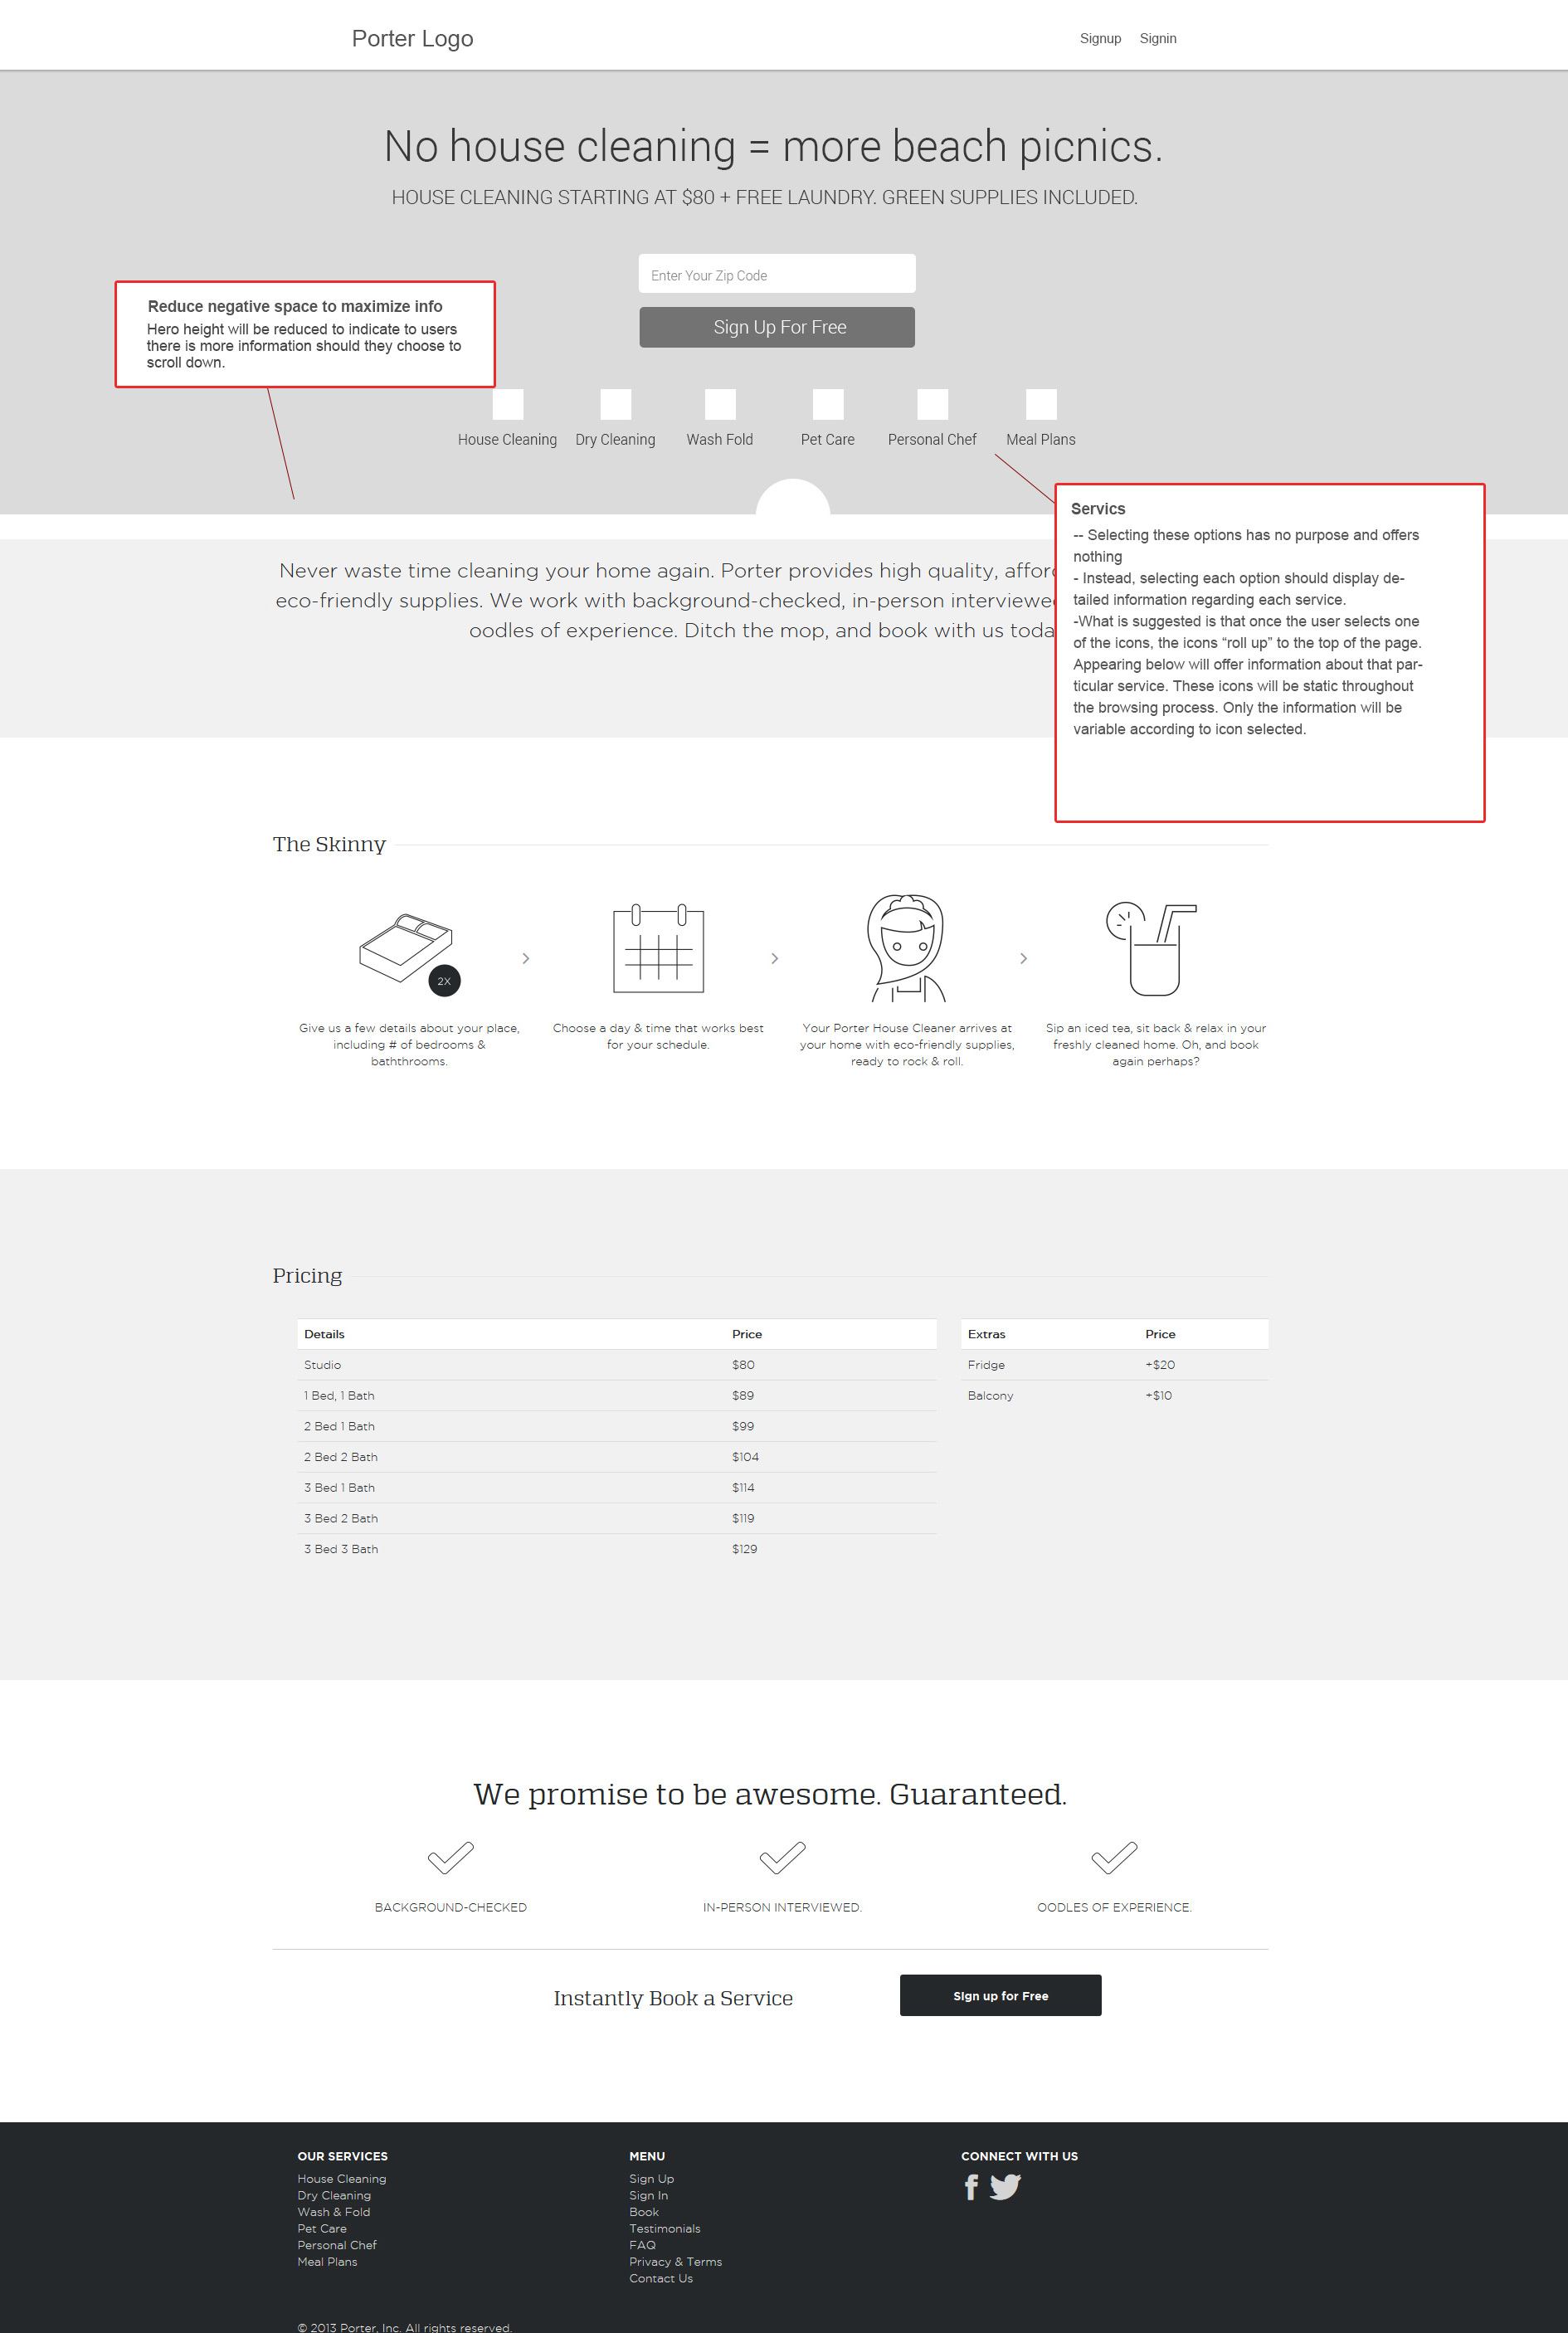 Porter Logo
Signup Signin
No house cleaning = more beach picnics.
HOUSE CLEANING STARTING AT $80 + FREE LAUNDRY. GREEN SUPPLIES INCLUDED.
Enter Your Zip Code
Sign Up For Free
Reduce negative space to maximize info
Hero height will be reduced to indicate to users
there is more information should they choose to
scroll down.
House Cleaning Dry Cleaning Wash Fold Pet Care Personal Chef Meal Plans
Servics
-- Selecting these options has no purpose and offers
nothing
- Instead, selecting each option should display de-
tailed information regarding each service.
-What is suggested is that once the user selects one
of the icons, the icons “roll up” to the top of the page.
Appearing below will offer information about that par-
ticular service. These icons will be static throughout
the browsing process. Only the information will be
variable according to icon selected.
Never waste time cleaning your home again. Porter provides high quality,
eco-friendly supplies. We work with background-checked, in-person
oodles of experience. Ditch the mop, and book with us
The Skinny
2X
Give us a few details about your place,
including # of bedrooms &
baththrooms.
Choose a day & time that works best
for your schedule.
Your Porter House Cleaner arrives at
your home with eco-friendly supplies,
ready to rock & roll.
Sip an iced tea, sit back & relax in your
freshly cleaned home. Oh, and book
again perhaps?
Pricing
Details Price
Studio $80
1 Bed, 1 Bath $89
2 Bed 1 Bath $99
2 Bed 2 Bath $104
3 Bed 1 Bath $114
3 Bed 2 Bath $119
3 Bed 3 Bath $129
Extras Price
Fridge +$20
Balcony +$10
We promise to be awesome. Guaranteed.
BACKGROUND-CHECKED
IN-PERSON INTERVIEWED.
OODLES OF EXPERIENCE.
Instantly Book a Service
Sign up for Free
OUR SERVICES
House Cleaning
Dry Cleaning
Wash & Fold
Pet Care
Personal Chef
Meal Plans
MENU
Sign Up
Sign In
Book
Testimonials
FAQ
Privacy & Terms
Contact Us
CONNECT WITH US
© 2013 Porter, Inc. All rights reserved.